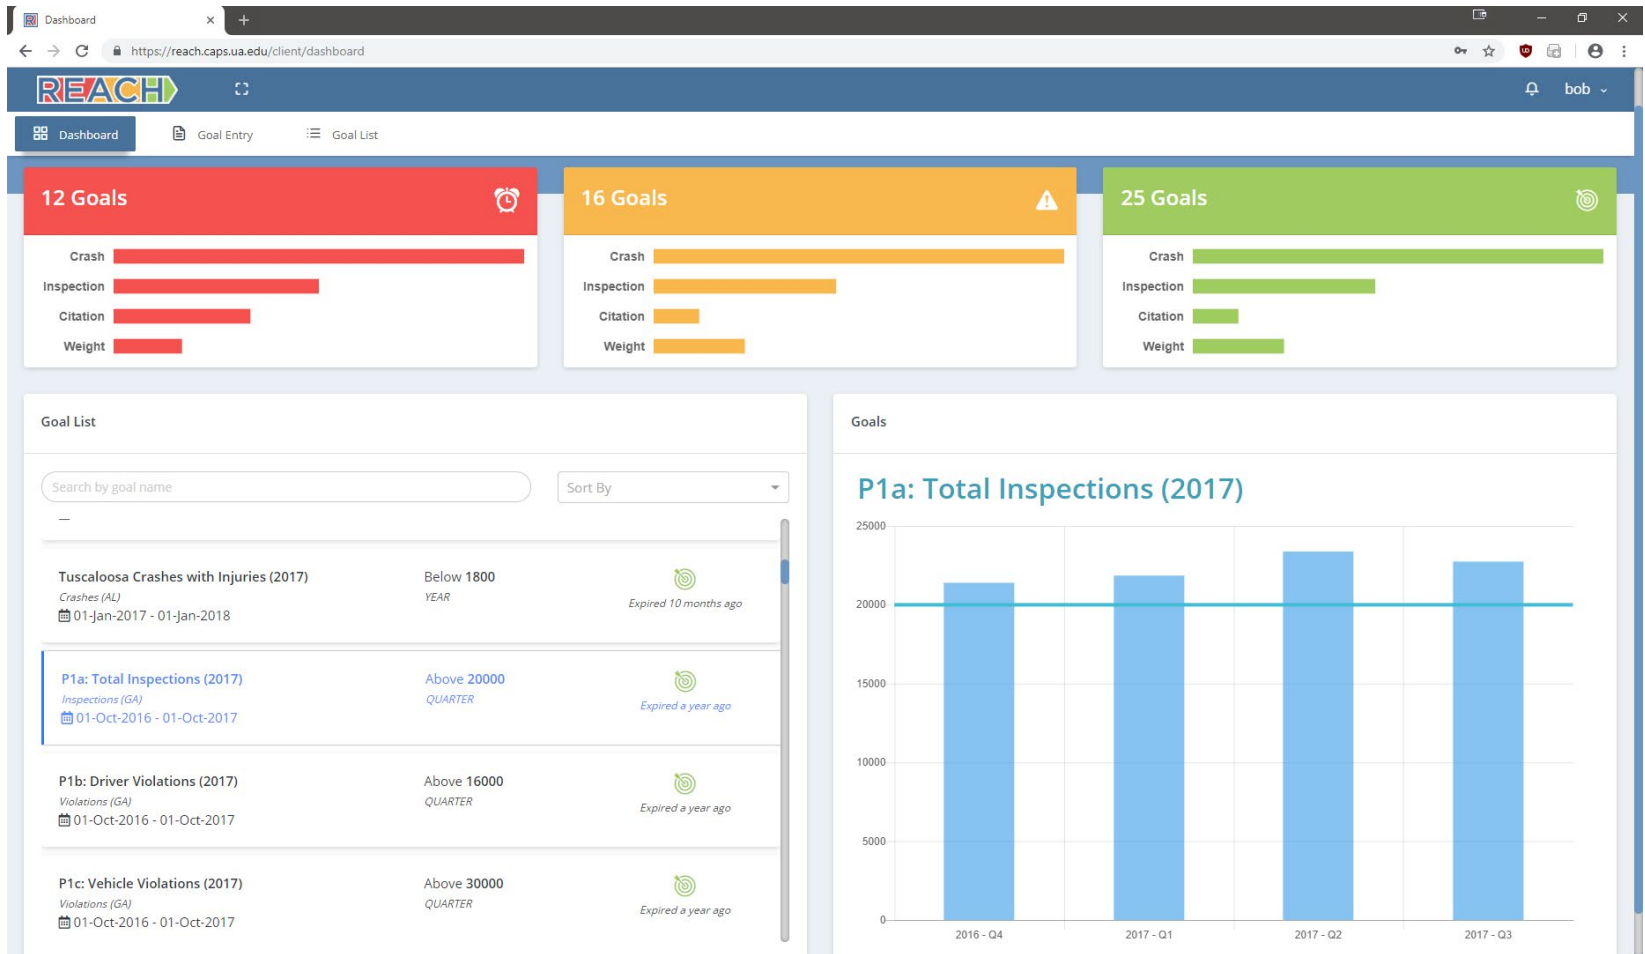 Dashboard
https://reach.caps.ua.edu/client/dashboard
REACH
bob
Dashboard
Goal Entry
Goal List
12 Goals
Crash
Inspection
Citation
Weight
16 Goals
Crash
Inspection
Citation
Weight
25 Goals
Crash
Inspection
Citation
Weight
Goal List
Search by goal name
Sort By
—
Tuscaloosa Crashes with Injuries (2017)
Crashes (AL)
01-Jan-2017 - 01-Jan-2018
Below 1800
YEAR
Expired 10 months ago
P1a: Total Inspections (2017)
Inspections (GA)
01-Oct-2016 - 01-Oct-2017
Above 20000
QUARTER
Expired a year ago
P1b: Driver Violations (2017)
Violations (GA)
01-Oct-2016 - 01-Oct-2017
Above 16000
QUARTER
Expired a year ago
P1c: Vehicle Violations (2017)
Violations (GA)
01-Oct-2016 - 01-Oct-2017
Above 30000
QUARTER
Expired a year ago
Goals
P1a: Total Inspections (2017)
25000
20000
15000
10000
5000
0
2016 - Q4
2017 - Q1
2017 - Q2
2017 - Q3